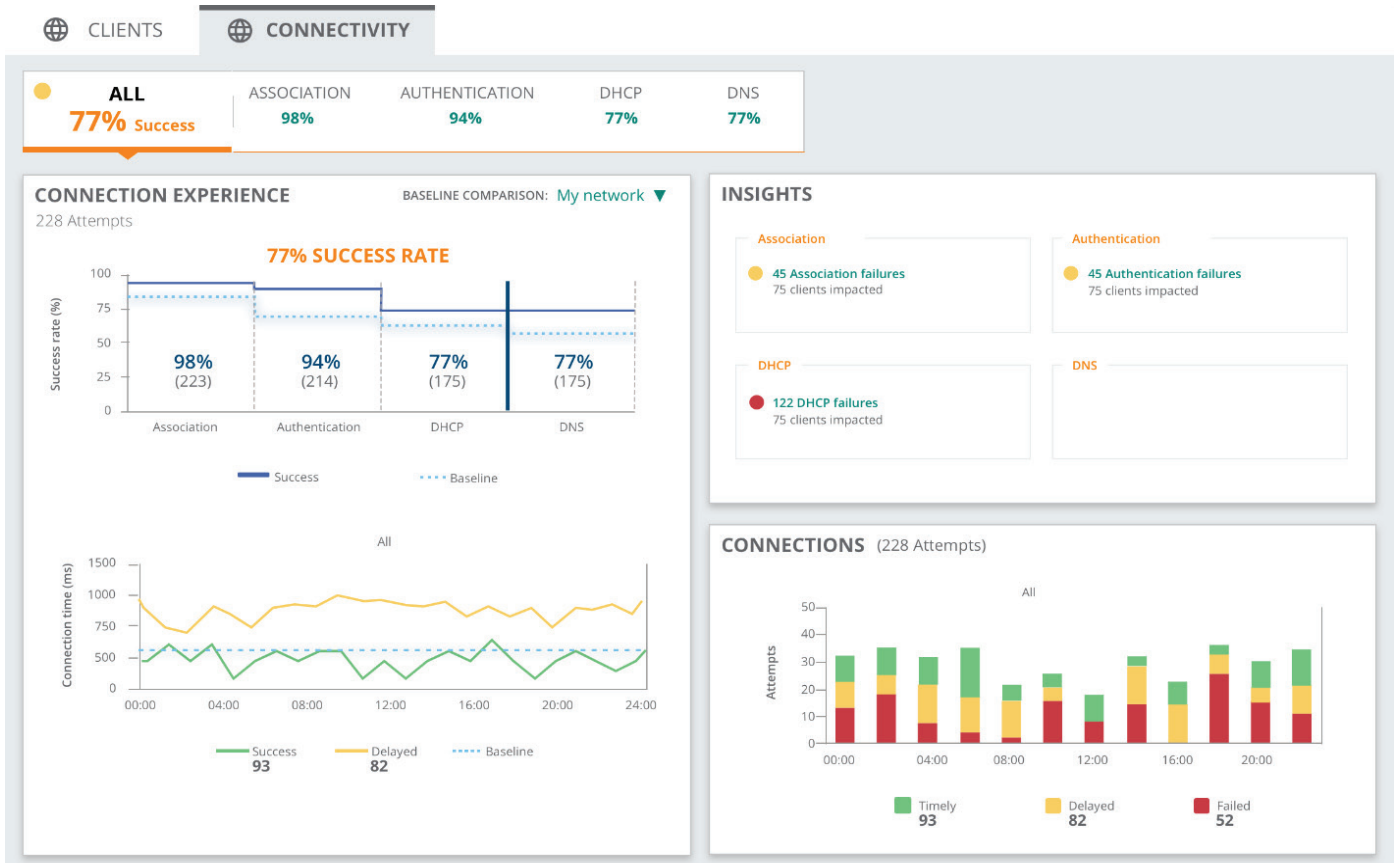 CLIENTS
CONNECTIVITY
ALL
77% Success
ASSOCIATION
98%
AUTHENTICATION
94%
DHCP
77%
DNS
77%
CONNECTION EXPERIENCE
BASELINE COMPARISON: My network ▼
228 Attempts
77% SUCCESS RATE
Success rate (%)
100
75
50
25
0
98%
(223)
94%
(214)
77%
(175)
77%
(175)
Association
Authentication
DHCP
DNS
Success
Baseline
All
Connection time (ms)
1500
1000
750
500
0
00:00
04:00
08:00
12:00
16:00
20:00
24:00
Success
93
Delayed
82
Baseline
INSIGHTS
Association
45 Association failures
75 clients impacted
Authentication
45 Authentication failures
75 clients impacted
DHCP
122 DHCP failures
75 clients impacted
DNS
CONNECTIONS (228 Attempts)
All
Attempts
50
40
30
20
10
0
00:00
04:00
08:00
12:00
16:00
20:00
Timely
93
Delayed
82
Failed
52